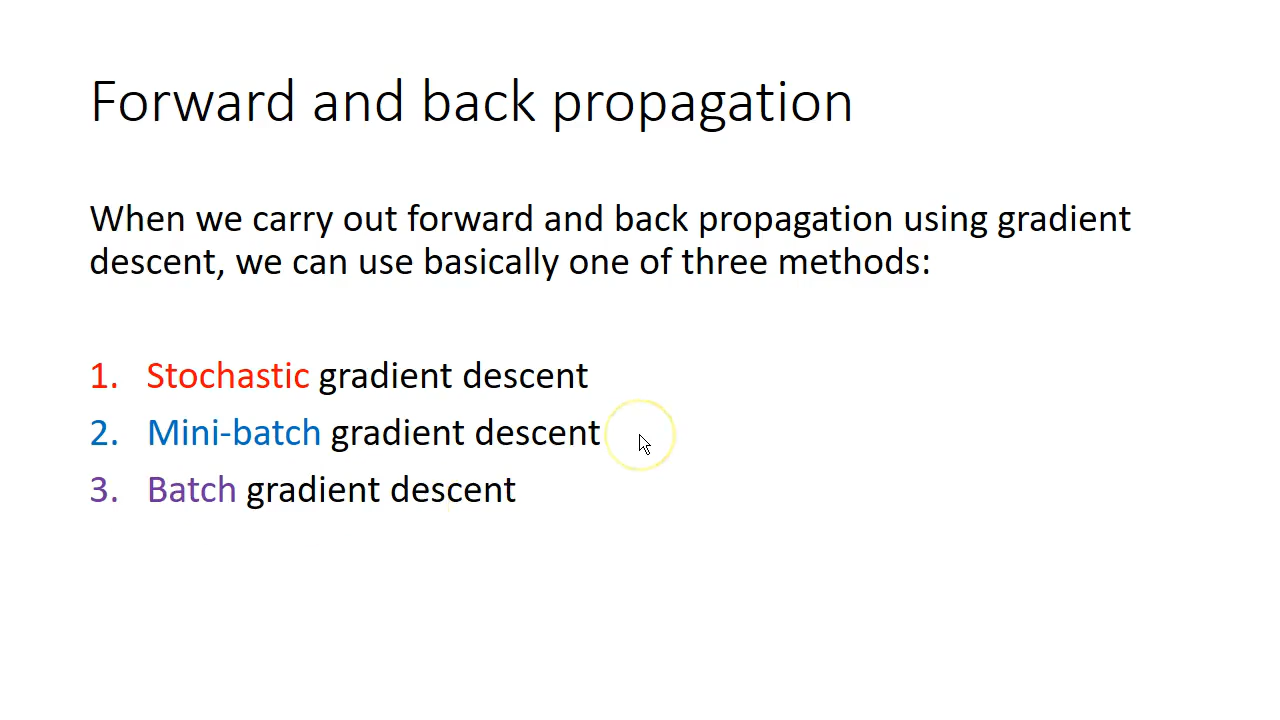 Forward and back propagation
When we carry out forward and back propagation using gradient
descent, we can use basically one of three methods:
1. Stochastic gradient descent
2. Mini-batch gradient descent
3. Batch gradient descent